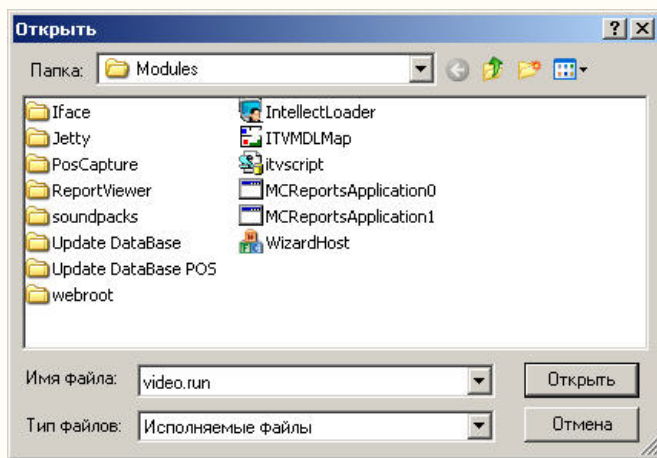 Открыть
Папка: Modules
Iface
Jetty
PosCapture
ReportViewer
soundpacks
Update DataBase
Update DataBase POS
webroot
IntellectLoader
ITVMDLMap
itvscript
MCReportsApplication0
MCReportsApplication1
WizardHost
Имя файла: video.run Открыть
Тип файлов: Исполняемые файлы Отмена